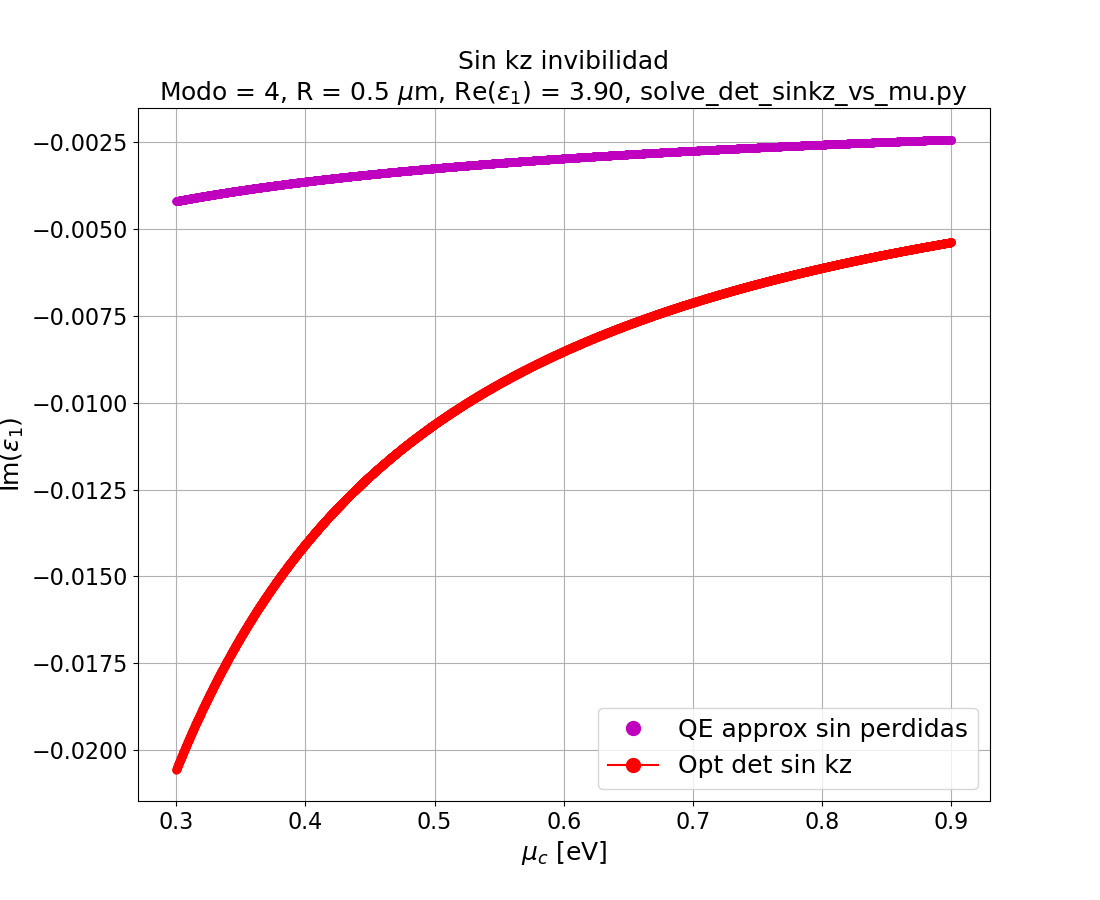 Sin kz invibilidad
Modo = 4, R = 0.5 μm, Re(ε₁) = 3.90, solve_det_sinkz_vs_mu.py
Im(ε₁)
−0.0025
−0.0050
−0.0075
−0.0100
−0.0125
−0.0150
−0.0175
−0.0200
QE approx sin perdidas
Opt det sin kz
0.3 0.4 0.5 0.6 0.7 0.8 0.9
μ_c [eV]